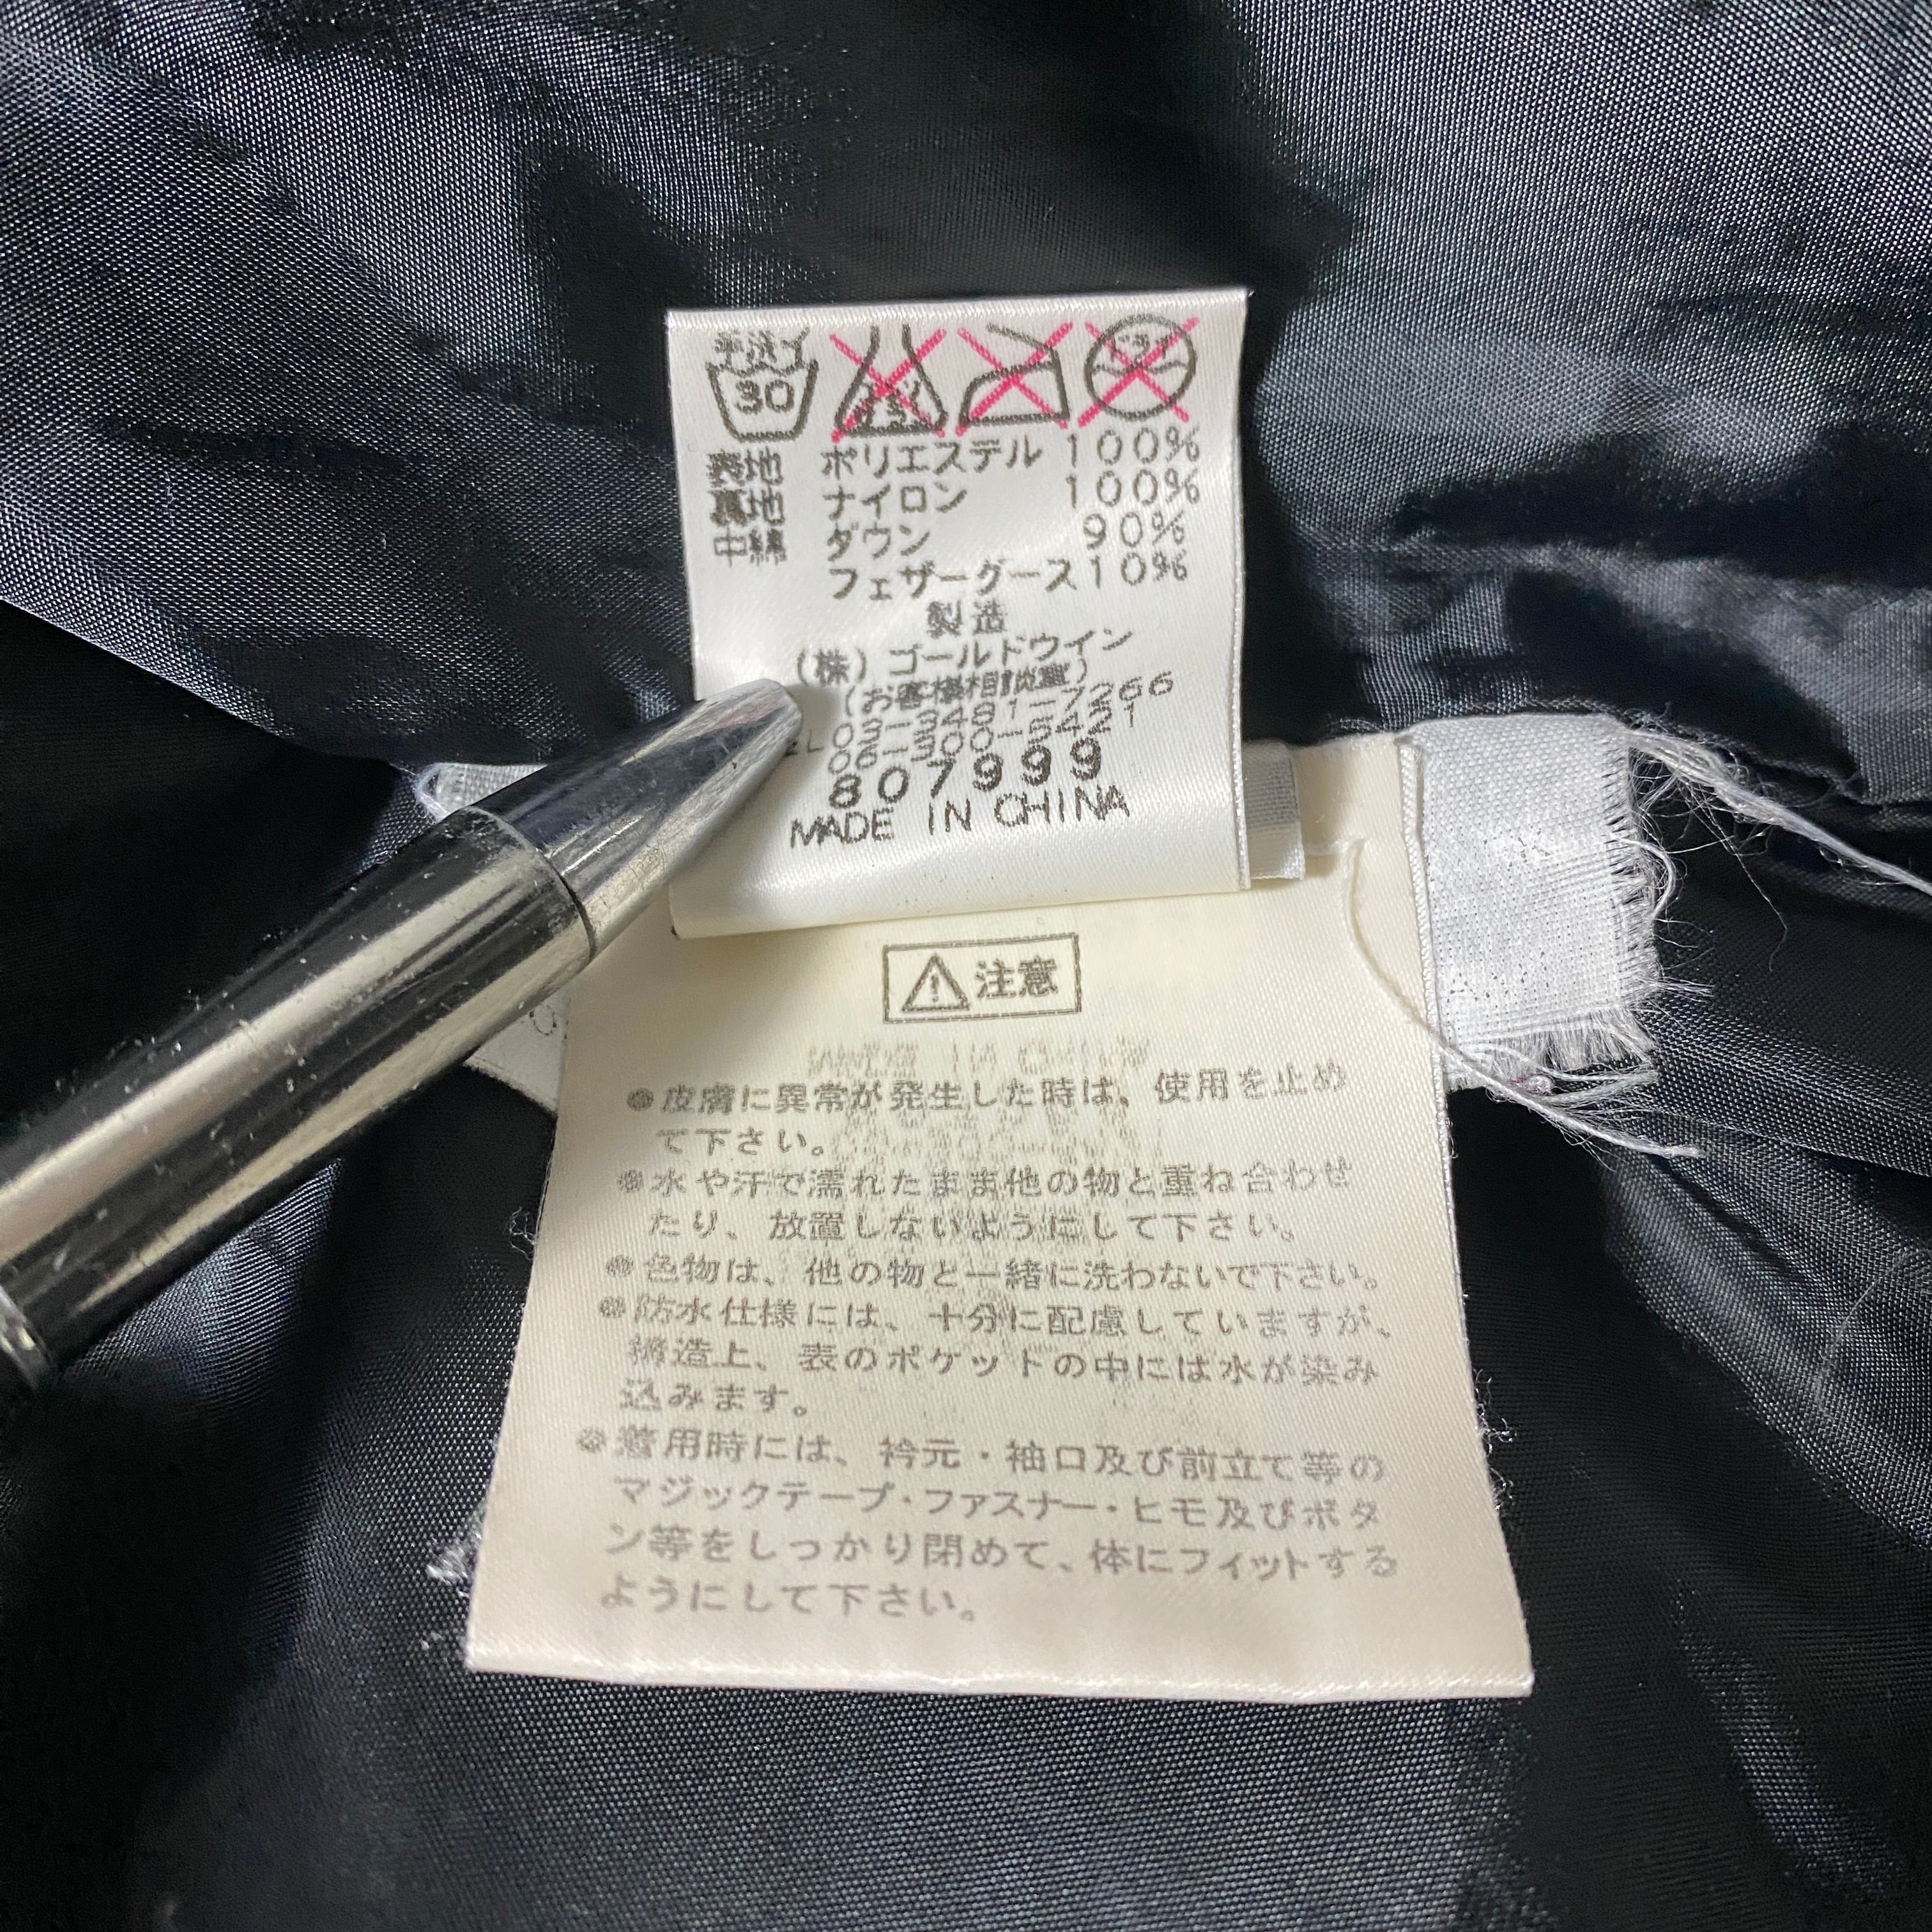 手洗イ
30
ドライ
表地 ポリエステル 100%
裏地 ナイロン 100%
中綿 ダウン 90%
フェザーグース10%
製造
(株)ゴールドウイン
(お客様相談室)
03-3481-7266
06-300-5421
807999
MADE IN CHINA
注意
●皮膚に異常が発生した時は、使用を止め
て下さい。
●水や汗で濡れたまま他の物と重ね合わせ
たり、放置しないようにして下さい。
●色物は、他の物と一緒に洗わないで下さい。
●防水仕様には、十分に配慮していますが、
構造上、表のポケットの中には水が染み
込みます。
●着用時には、衿元・袖口及び前立て等の
マジックテープ・ファスナー・ヒモ及びボタ
ン等をしっかり閉めて、体にフィットする
ようにして下さい。